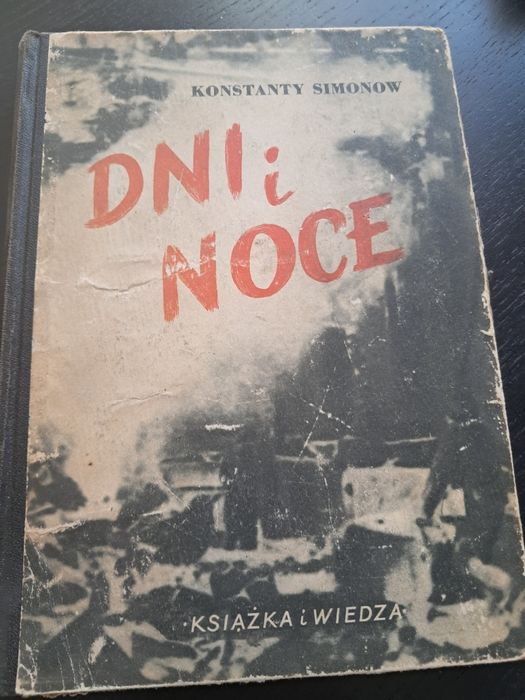 KONSTANTY SIMONOW
DNI i
NOCE
·KSIĄŻKA i WIEDZA·